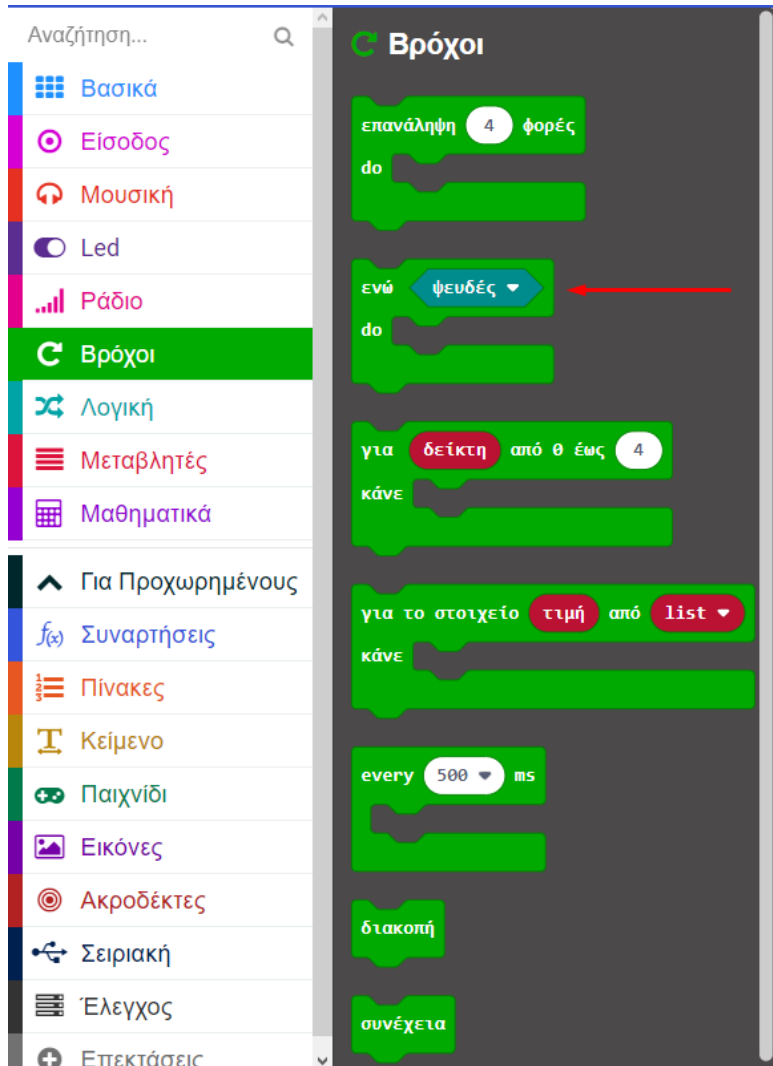 Αναζήτηση...
Βασικά
Είσοδος
Μουσική
Led
Ράδιο
Βρόχοι
Λογική
Μεταβλητές
Μαθηματικά
Για Προχωρημένους
f(x) Συναρτήσεις
Πίνακες
Κείμενο
Παιχνίδι
Εικόνες
Ακροδέκτες
Σειριακή
Έλεγχος
Επεκτάσεις
Βρόχοι
επανάληψη 4 φορές
do
ενώ ψευδές
do
για δείκτη από 0 έως 4
κάνε
για το στοιχείο τιμή από list
κάνε
every 500 ms
διακοπή
συνέχεια